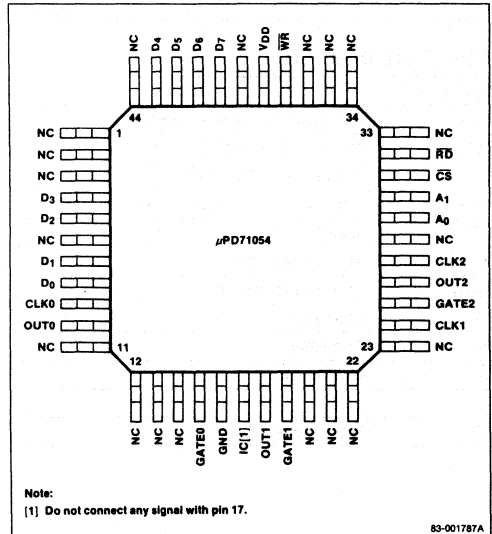 NC D4 D5 D6 D7 NC VDD WR NC NC NC
44 34
1 33
NC NC
NC RD
NC CS
D3 A1
D2 A0
NC NC
µPD71054
D1 CLK2
D0 OUT2
CLK0 GATE2
OUT0 CLK1
NC NC
11 23
12 22
NC NC NC GATE0 GND IC[1] OUT1 GATE1 NC NC NC
Note:
[1] Do not connect any signal with pin 17.
83-001787A